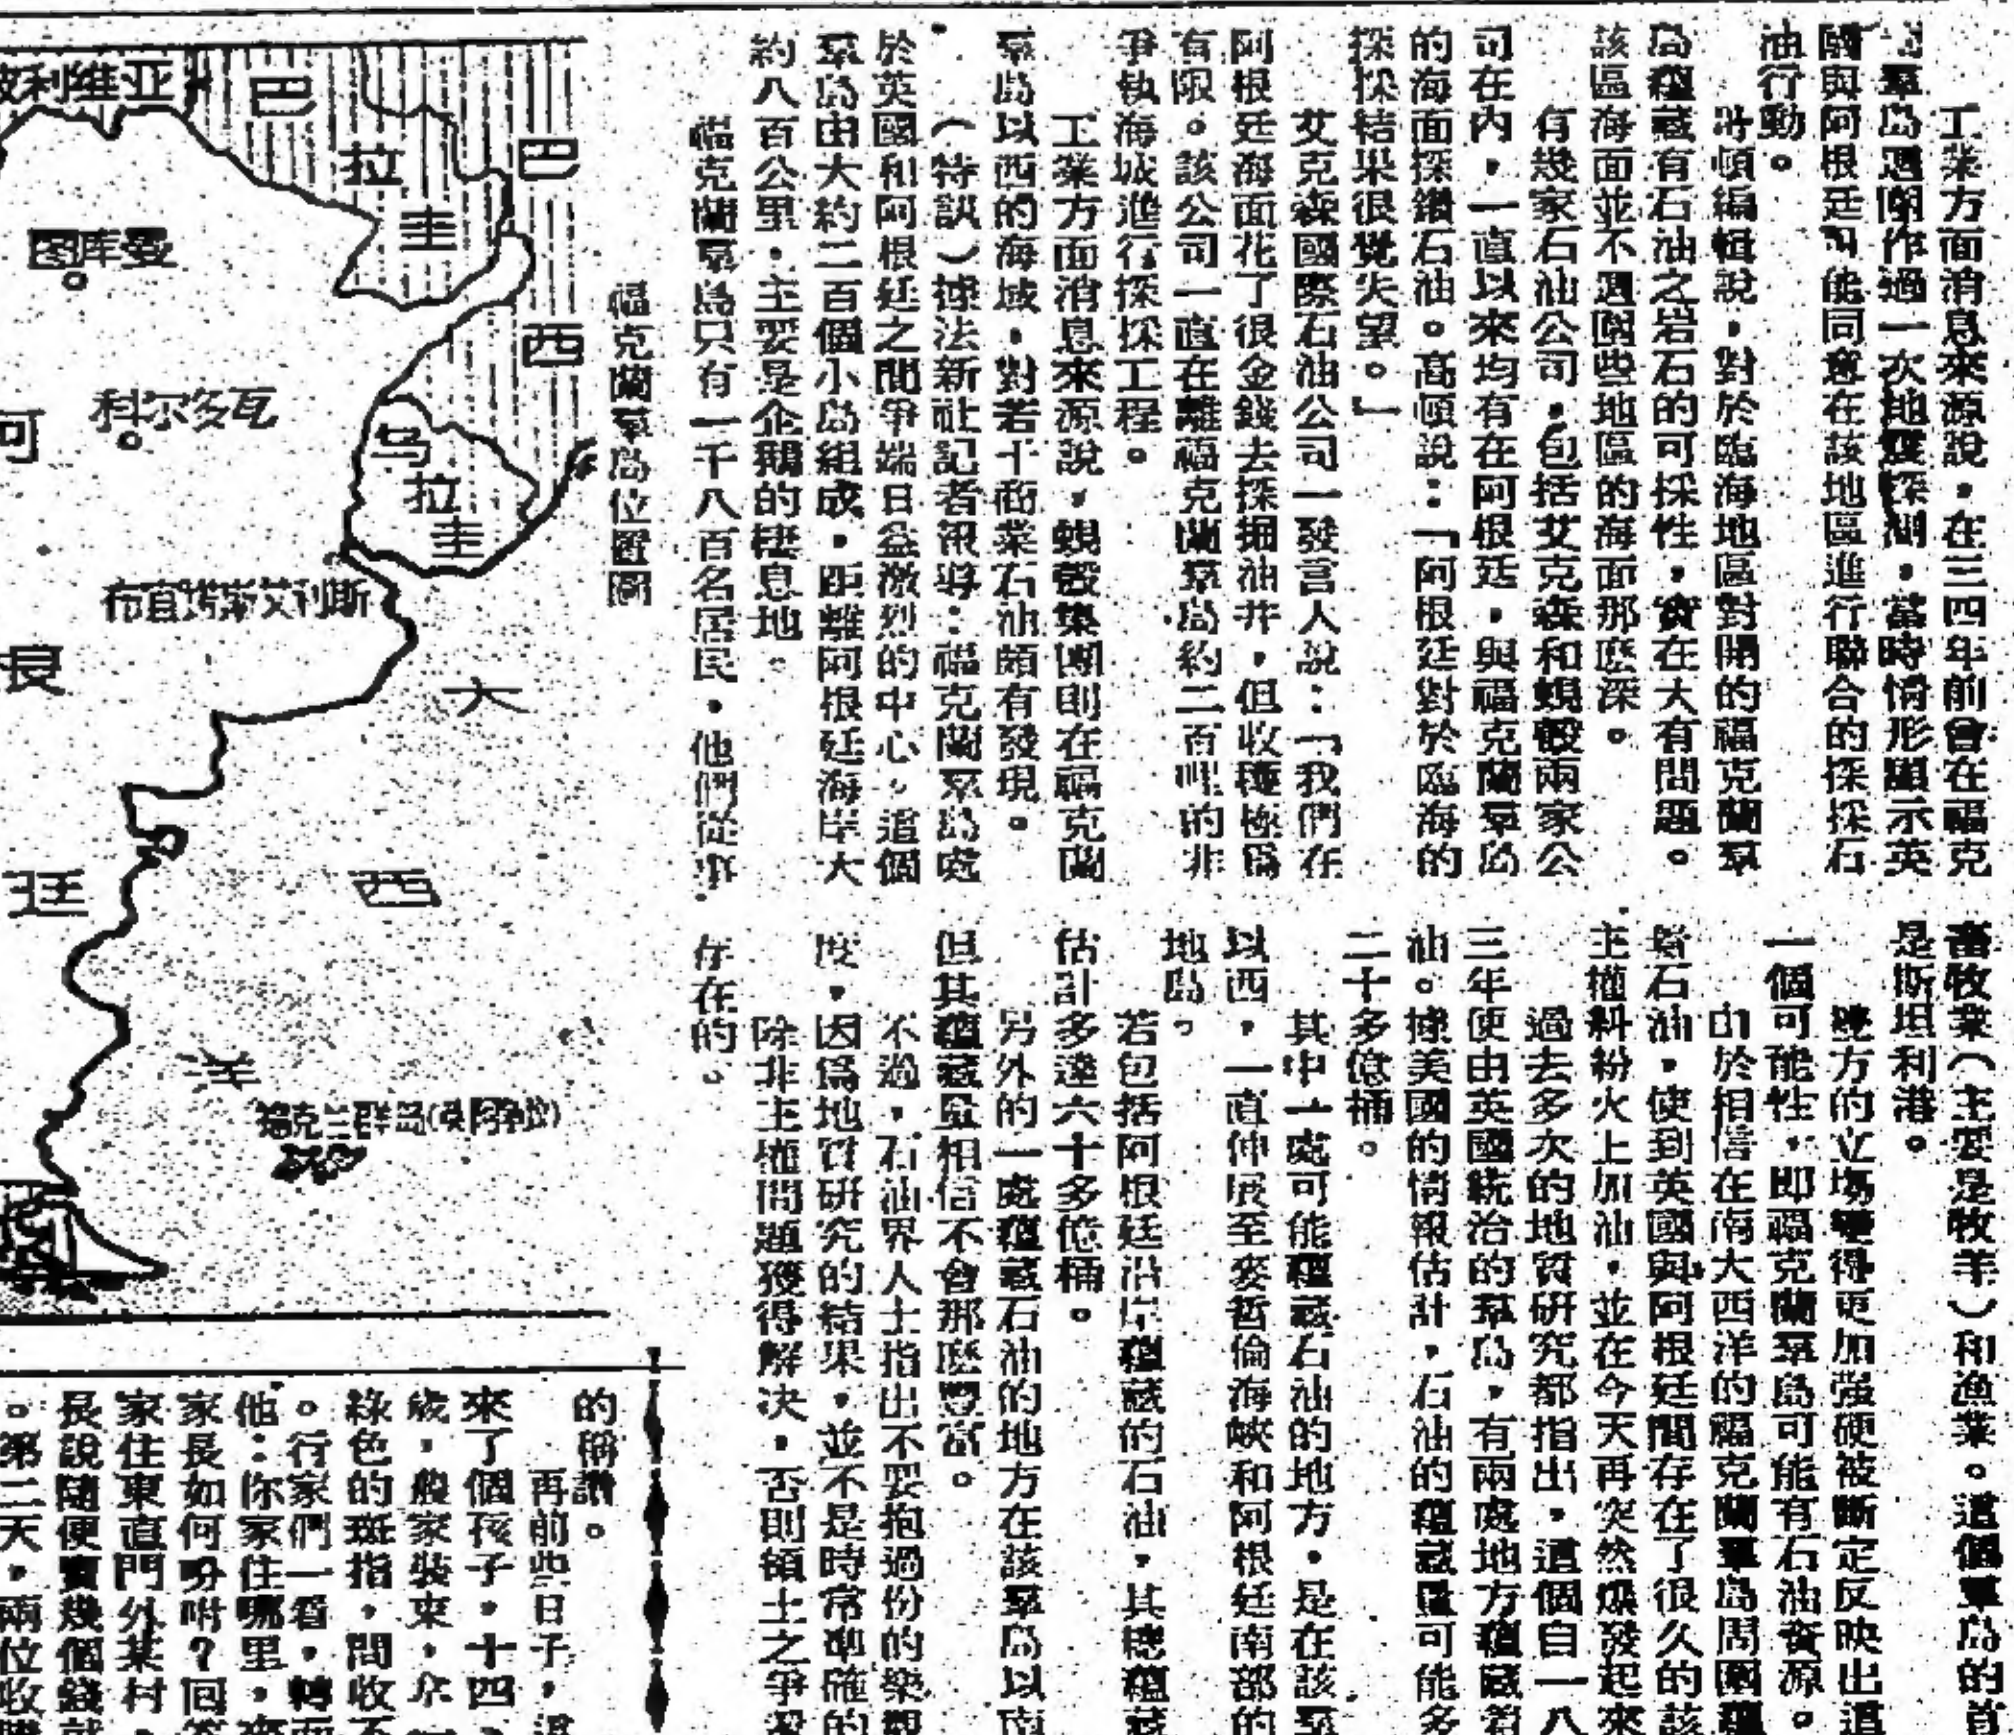 工業方面消息來源說，在三四年前曾在福克
島羣島週圍作過一次地震探測，當時情形顯示英
國與阿根廷可能同意在該地區進行聯合的探採石
油行動。
頓編輯說，對於臨海地區對開的福克蘭羣
島蘊藏有石油之岩石的可採性，實在大有問題。
該區海面並不週圍些地區的海面那麽深。
有幾家石油公司，包括艾克森和蜆殼兩家公
司在內，一直以來均有在阿根廷，與福克蘭羣島
的海面探鑽石油。高頓說：「阿根廷對於臨海的
探採結果很覺失望。」
艾克森國際石油公司一發言人說：「我們在
阿根廷海面花了很金錢去探掘油井，但收穫極爲
有限。該公司一直在離福克蘭羣島約二百哩的非
爭執海城進行探採工程。
工業方面消息來源說，蜆殼集團則在福克蘭
羣島以西的海域，對若干商業石油頗有發現。
（特訊）據法新社記者報導：福克蘭羣島處
於英國和阿根廷之間爭端日益激烈的中心，這個
羣島由大約二百個小島組成，距離阿根廷海岸大
約八百公里，主要是企鵝的棲息地。
福克蘭羣島只有一千八百名居民，他們從事
畜牧業（主要是牧羊）和漁業。這個羣島的首
是斯坦利港。
雙方的立場變得更加强硬被斷定反映出這
一個可能性，即福克蘭羣島可能有石油資源。
由於相信在南大西洋的福克蘭羣島周圍蘊
石油，使到英國與阿根廷間存在了很久的該
主權糾紛火上加油，並在今天再突然爆發起來
過去多次的地質研究都指出，這個自一八
三年便由英國統治的羣島，有兩處地方蘊藏着
油。據美國的情報估計，石油的蘊藏量可能多
二十多億桶。
其中一處可能蘊藏石油的地方，是在該羣
以西，一直伸展至麥哲倫海峽和阿根廷南部的
地島。
若包括阿根廷沿岸蘊藏的石油，其總蘊藏
估計多達六十多億桶。
另外的一處蘊藏石油的地方在該羣島以南
但其蘊藏量相信不會那麽豐富。
不過，石油界人士指出不要抱過份的樂觀
度，因爲地質研究的結果，並不是時常準確的
除非主權問題獲得解決，否則領土之爭
存在的。
福克蘭羣島位置圖
玻利维亚
巴拉圭
巴西
图库曼
科尔多瓦
乌拉圭
布宜诺斯艾利斯
阿
根
廷
大
西
洋
福克兰群岛(英阿争议)
的稱讚。
再前些日子，
來了個孩子，十四、
歲，農家裝束，
綠色的斑指，問收不
。行家們一看，轉而
他：你家住哪里，來
家長如何吩咐？回答
家住東直門外某村，
長說隨便賣幾個錢就
。第二天，兩位收購